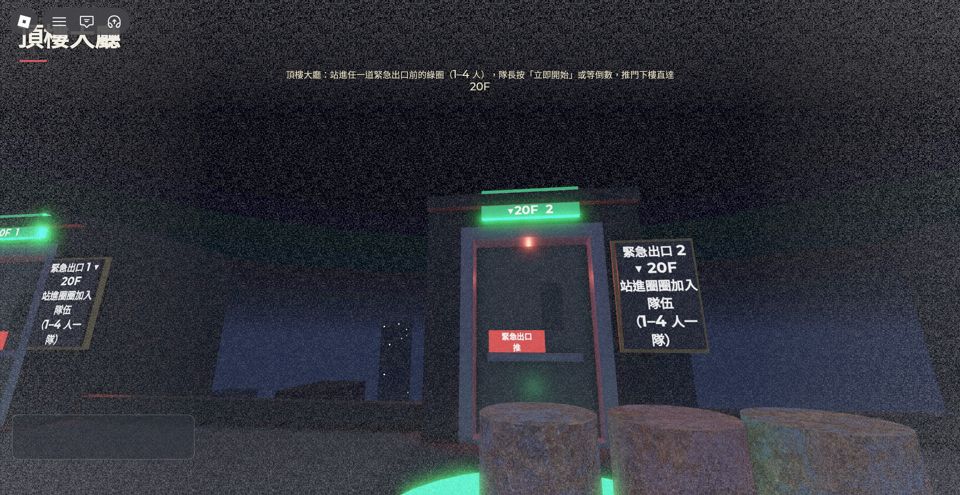 頂樓大廳
頂樓大廳：站進任一道緊急出口前的綠圈（1–4 人），隊長按「立即開始」或等倒數，推門下樓直達
20F
▼20F 2
緊急出口 2
▼ 20F
站進圈圈加入
隊伍
（1–4 人一
隊）
緊急出口
推
0F 1
緊急出口 1 ▼
20F
站進圈圈加入
隊伍
（1–4 人一
隊）